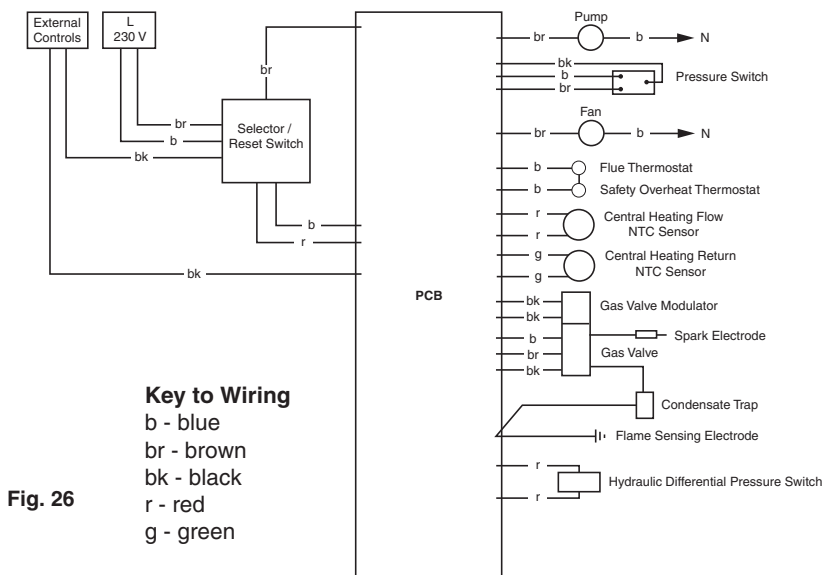 External
Controls
L
230 V
br
br
b
bk
Selector /
Reset Switch
b
r
bk
PCB
Pump
br
b
N
bk
b
br
Pressure Switch
Fan
br
b
N
b
Flue Thermostat
b
Safety Overheat Thermostat
r
r
Central Heating Flow
NTC Sensor
g
g
Central Heating Return
NTC Sensor
bk
bk
Gas Valve Modulator
b
br
bk
Spark Electrode
Gas Valve
Condensate Trap
Flame Sensing Electrode
r
r
Hydraulic Differential Pressure Switch
Key to Wiring
b - blue
br - brown
bk - black
r - red
g - green
Fig. 26